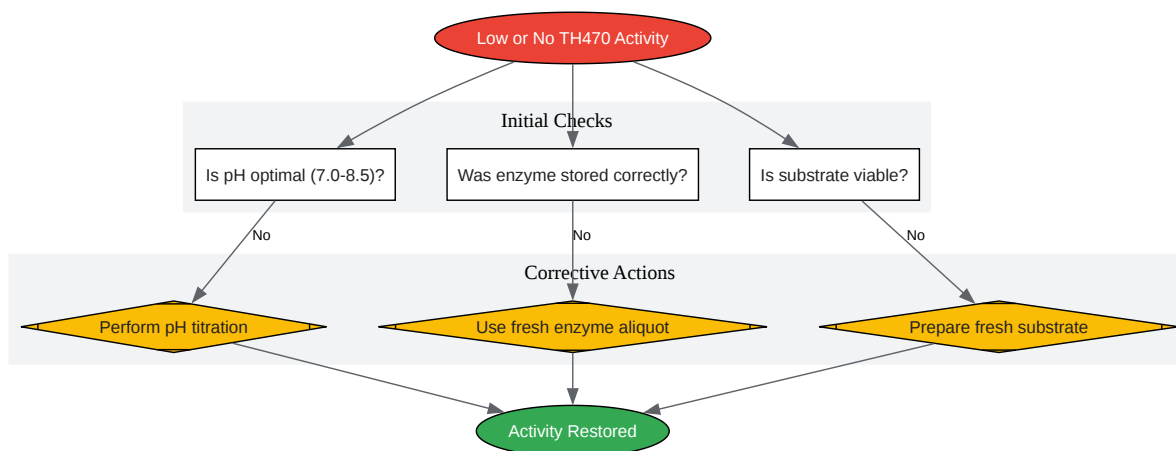 Low or No TH470 Activity
Initial Checks
Is pH optimal (7.0-8.5)?
Was enzyme stored correctly?
Is substrate viable?
No
No
No
Corrective Actions
Perform pH titration
Use fresh enzyme aliquot
Prepare fresh substrate
Activity Restored